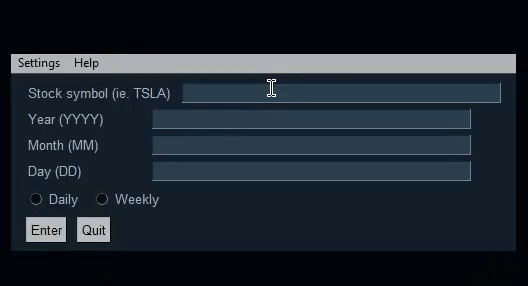 Settings Help
Stock symbol (ie. TSLA)
Year (YYYY)
Month (MM)
Day (DD)
Daily Weekly
Enter Quit